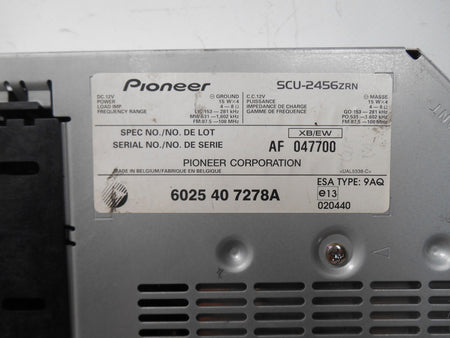 Pioneer SCU-2456ZRN
DC.12V ⊖ GROUND C.C.12V ⊖ MASSE
POWER 15 W×4 PUISSANCE 15 W×4
LOAD IMP. 4 – 8 Ω IMPEDANCE DE CHARGE 4 – 8 Ω
FREQUENCY RANGE 153 – 281 kHz GAMME DE FREQUENCE GO:153 – 281 kHz
MW:531 – 1,602 kHz PO:531 – 1,602 kHz
FM:87.5 – 108 MHz FM:87,5 – 108 MHz
SPEC NO./NO. DE LOT XB/EW
SERIAL NO./NO. DE SERIE AF 047700
PIONEER CORPORATION
MADE IN BELGIUM/FABRIQUE EN BELGIQUE
6025 40 7278A
ESA TYPE: 9AQ
e13
020440